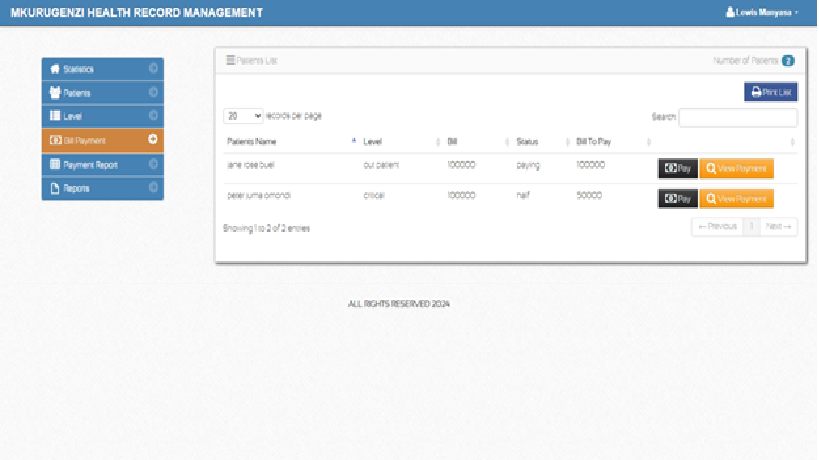 MKURUGENZI HEALTH RECORD MANAGEMENT
Lewis Manyasa
Statistics
Patients
Level
Bill Payment
Payment Report
Reports
Patients List
Number of Patients 2
Print List
20 records per page
Search:
Patients Name Level Bill Status Bill To Pay
jane rose buel out patient 100000 paying 100000 Pay View Payment
peter juma omondi critical 100000 half 50000 Pay View Payment
Showing 1 to 2 of 2 entries
← Previous 1 Next →
ALL RIGHTS RESERVED 2024